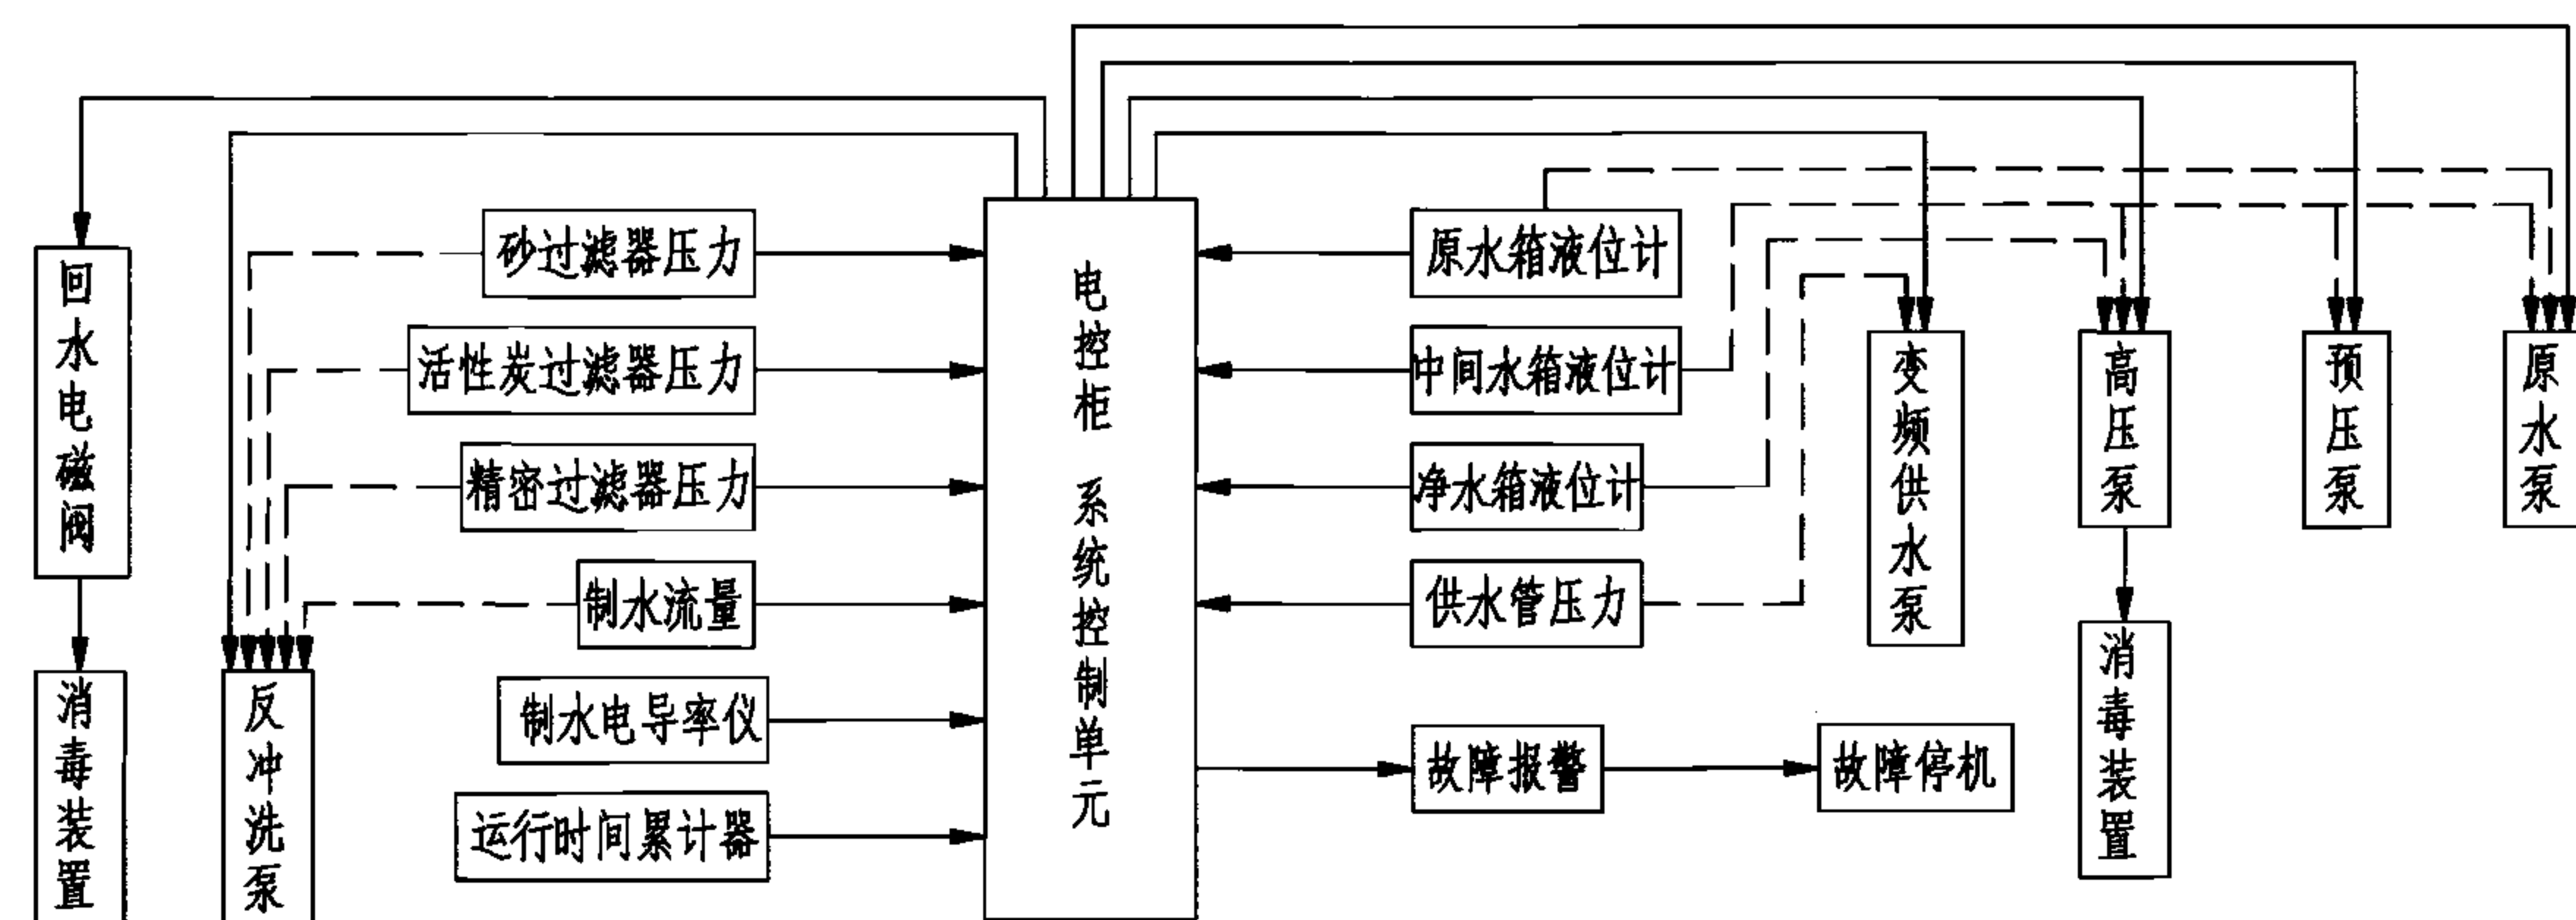 回水电磁阀
消毒装置
反冲洗泵
砂过滤器压力
活性炭过滤器压力
精密过滤器压力
制水流量
制水电导率仪
运行时间累计器
电控柜 系统控制单元
原水箱液位计
中间水箱液位计
净水箱液位计
供水管压力
故障报警
故障停机
变频供水泵
高压泵
消毒装置
预压泵
原水泵